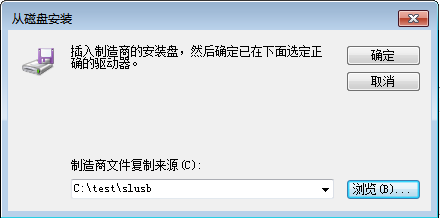 从磁盘安装
插入制造商的安装盘，然后确定已在下面选定正
确的驱动器。
确定
取消
制造商文件复制来源(C):
C:\test\slusb
浏览(B)...